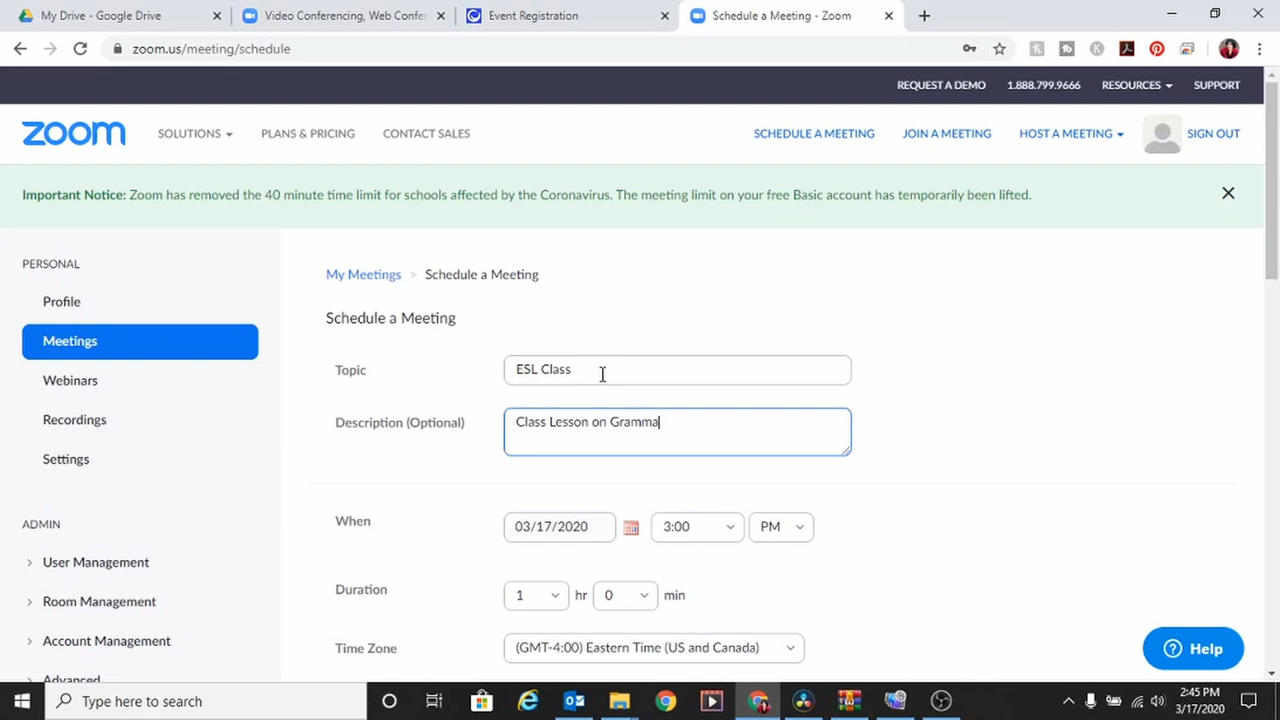 My Drive - Google Drive
Video Conferencing, Web Confe
Event Registration
Schedule a Meeting - Zoom
zoom.us/meeting/schedule
REQUEST A DEMO 1.888.799.9666 RESOURCES SUPPORT
zoom SOLUTIONS PLANS & PRICING CONTACT SALES SCHEDULE A MEETING JOIN A MEETING HOST A MEETING SIGN OUT
Important Notice: Zoom has removed the 40 minute time limit for schools affected by the Coronavirus. The meeting limit on your free Basic account has temporarily been lifted.
PERSONAL
Profile
Meetings
Webinars
Recordings
Settings
ADMIN
User Management
Room Management
Account Management
Advanced
My Meetings > Schedule a Meeting
Schedule a Meeting
Topic ESL Class
Description (Optional) Class Lesson on Gramma
When 03/17/2020 3:00 PM
Duration 1 hr 0 min
Time Zone (GMT-4:00) Eastern Time (US and Canada)
Help
Type here to search
2:45 PM
3/17/2020